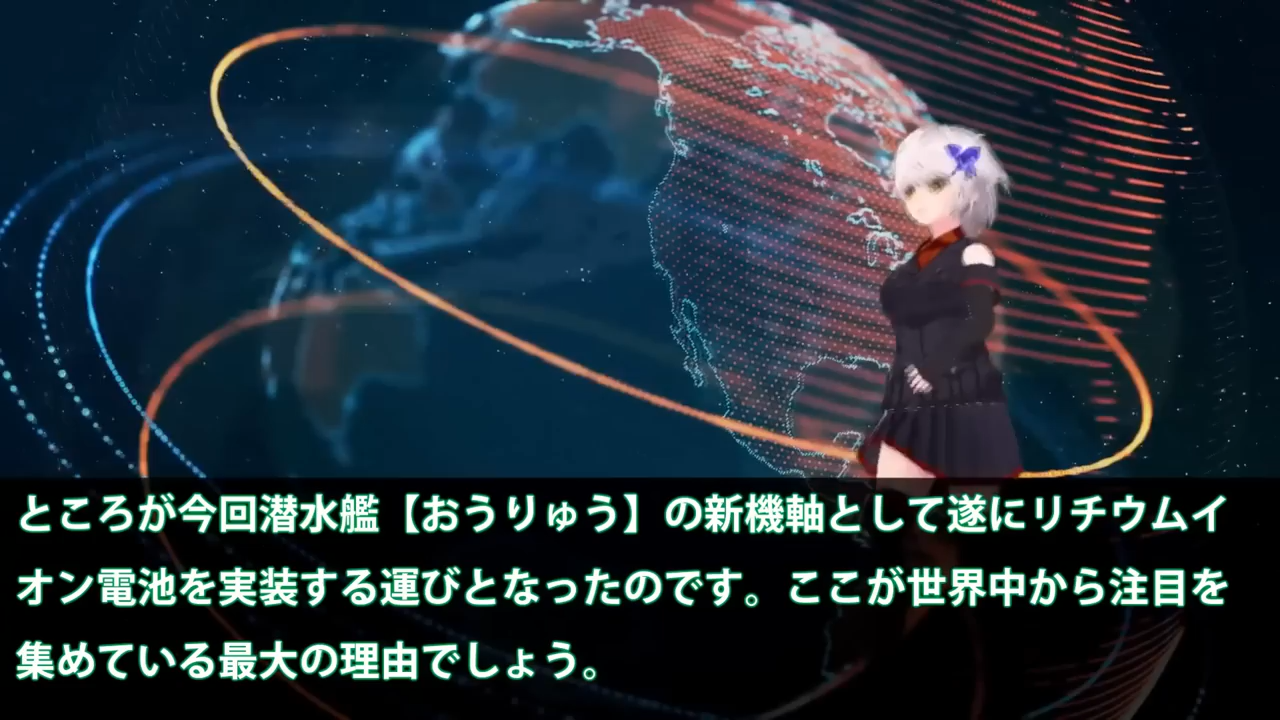 ところが今回潜水艦【おうりゅう】の新機軸として遂にリチウムイ
オン電池を実装する運びとなったのです。ここが世界中から注目を
集めている最大の理由でしょう。